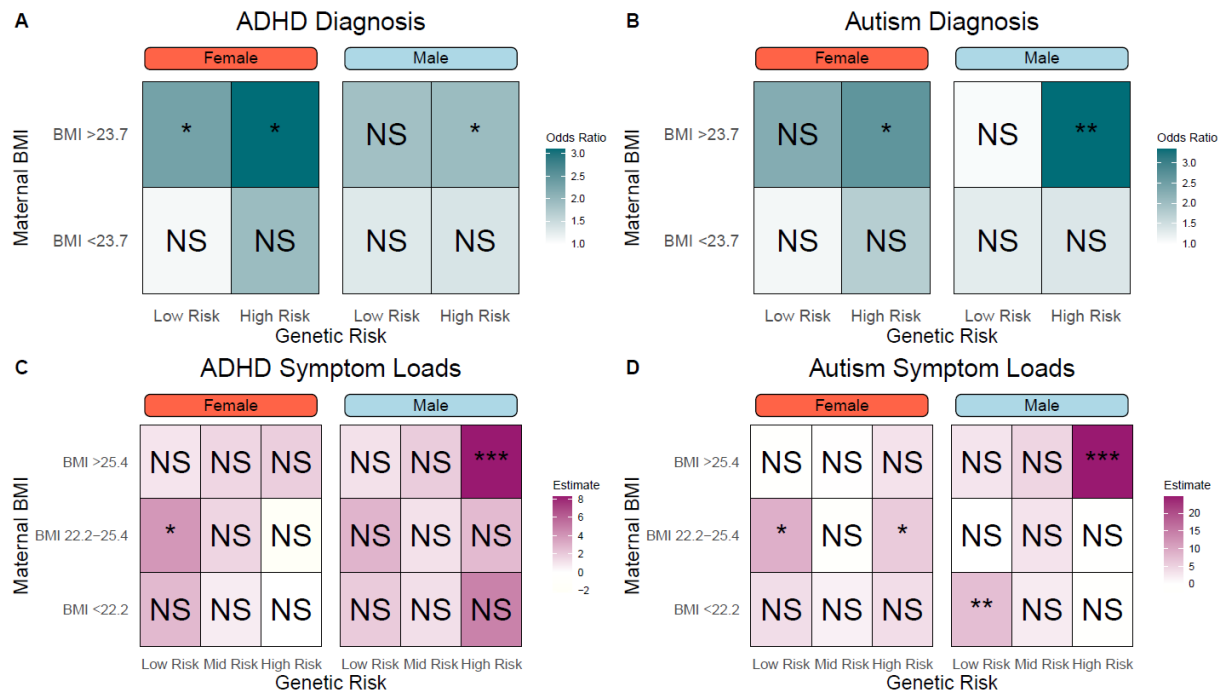 A
ADHD Diagnosis
Female
Male
Maternal BMI
BMI >23.7
* * NS *
BMI <23.7
NS NS NS NS
Low Risk High Risk Low Risk High Risk
Genetic Risk
Odds Ratio
3.0
2.5
2.0
1.5
1.0
B
Autism Diagnosis
Female
Male
Maternal BMI
BMI >23.7
NS * NS **
BMI <23.7
NS NS NS NS
Low Risk High Risk Low Risk High Risk
Genetic Risk
Odds Ratio
3.0
2.5
2.0
1.5
1.0
C
ADHD Symptom Loads
Female
Male
Maternal BMI
BMI >25.4
NS NS NS NS NS ***
BMI 22.2−25.4
* NS NS NS NS NS
BMI <22.2
NS NS NS NS NS NS
Low Risk Mid Risk High Risk Low Risk Mid Risk High Risk
Genetic Risk
Estimate
8
6
4
2
0
−2
D
Autism Symptom Loads
Female
Male
Maternal BMI
BMI >25.4
NS NS NS NS NS ***
BMI 22.2−25.4
* NS * NS NS NS
BMI <22.2
NS NS NS ** NS NS
Low Risk Mid Risk High Risk Low Risk Mid Risk High Risk
Genetic Risk
Estimate
20
15
10
5
0